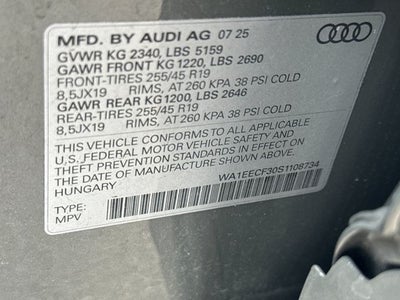 MFD. BY AUDI AG 07 25
GVWR KG 2340, LBS 5159
GAWR FRONT KG 1220, LBS 2690
FRONT-TIRES 255/45 R19
8,5JX19 RIMS, AT 260 KPA 38 PSI COLD
GAWR REAR KG1200, LBS 2646
REAR-TIRES 255/45 R19
8,5JX19 RIMS, AT 260 KPA 38 PSI COLD
THIS VEHICLE CONFORMS TO ALL APPLICABLE
U.S. FEDERAL MOTOR VEHICLE SAFETY AND
THEFT PREVENTION STANDARDS IN EFFECT ON
THE DATE OF MANUFACTURE SHOWN ABOVE.
HUNGARY
WA1EECF30S1108734
TYPE:
MPV